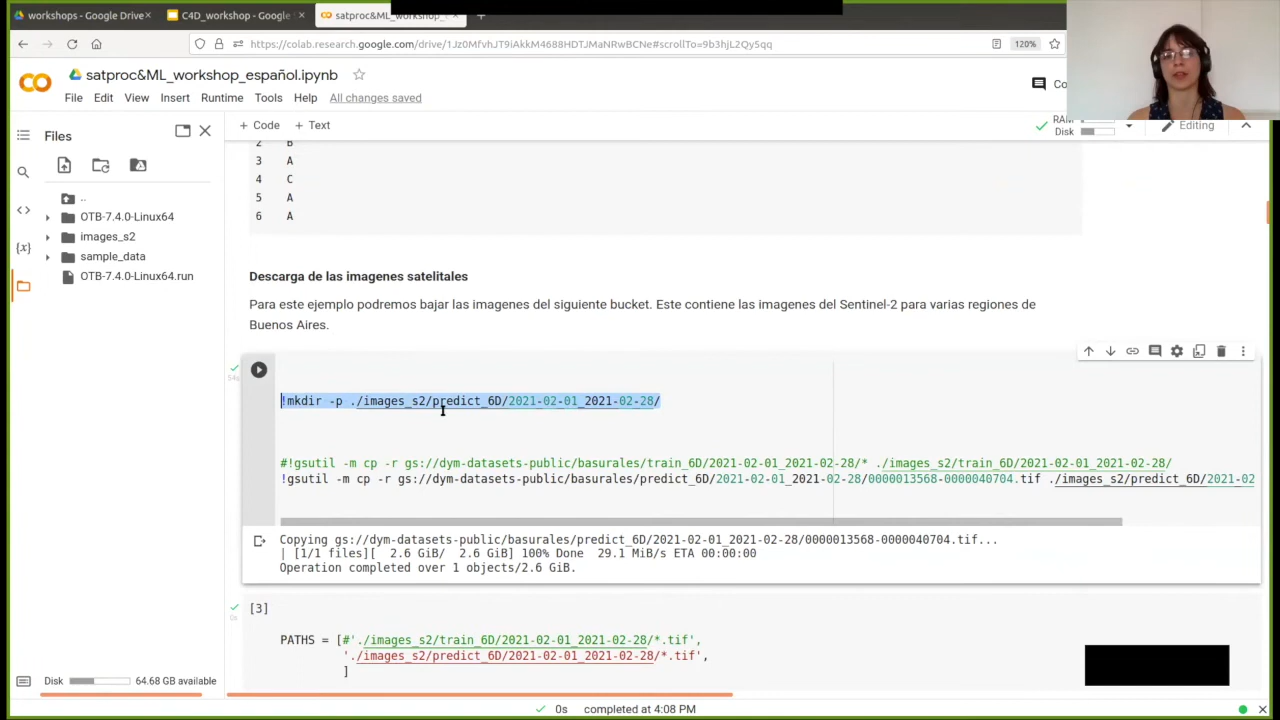 workshops - Google Drive
C4D_workshop - Google
satproc&ML_workshop_españo
https://colab.research.google.com/drive/1Jz0MfvhJT9iAkkM4688HDTJMaNRwBCNe#scrollTo=9b3hjL2Qy5qq
120%
satproc&ML_workshop_español.ipynb
File Edit View Insert Runtime Tools Help All changes saved
Co
Files
+ Code + Text
RAM
Disk
Editing
..
OTB-7.4.0-Linux64
images_s2
sample_data
OTB-7.4.0-Linux64.run
2 B
3 A
4 C
5 A
6 A
Descarga de las imagenes satelitales
Para este ejemplo podremos bajar las imagenes del siguiente bucket. Este contiene las imagenes del Sentinel-2 para varias regiones de
Buenos Aires.
54s
!mkdir -p ./images_s2/predict_6D/2021-02-01_2021-02-28/
#!gsutil -m cp -r gs://dym-datasets-public/basurales/train_6D/2021-02-01_2021-02-28/* ./images_s2/train_6D/2021-02-01_2021-02-28/
!gsutil -m cp -r gs://dym-datasets-public/basurales/predict_6D/2021-02-01_2021-02-28/0000013568-0000040704.tif ./images_s2/predict_6D/2021-02
Copying gs://dym-datasets-public/basurales/predict_6D/2021-02-01_2021-02-28/0000013568-0000040704.tif...
| [1/1 files][ 2.6 GiB/ 2.6 GiB] 100% Done 29.1 MiB/s ETA 00:00:00
Operation completed over 1 objects/2.6 GiB.
[3]
0s
PATHS = [#'./images_s2/train_6D/2021-02-01_2021-02-28/*.tif',
'./images_s2/predict_6D/2021-02-01_2021-02-28/*.tif',
]
Disk 64.68 GB available
0s completed at 4:08 PM